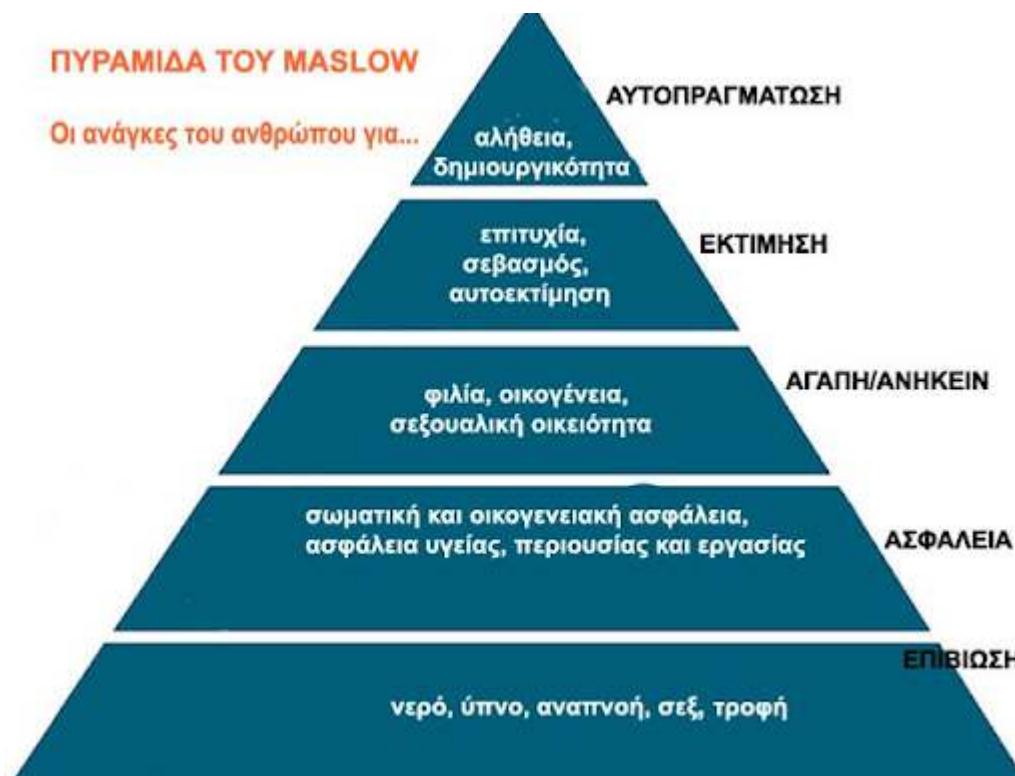 ΠΥΡΑΜΙΔΑ ΤΟΥ MASLOW
Οι ανάγκες του ανθρώπου για...
ΑΥΤΟΠΡΑΓΜΑΤΩΣΗ
αλήθεια,
δημιουργικότητα
ΕΚΤΙΜΗΣΗ
επιτυχία,
σεβασμός,
αυτοεκτίμηση
ΑΓΑΠΗ/ΑΝΗΚΕΙΝ
φιλία, οικογένεια,
σεξουαλική οικειότητα
ΑΣΦΑΛΕΙΑ
σωματική και οικογενειακή ασφάλεια,
ασφάλεια υγείας, περιουσίας και εργασίας
ΕΠΙΒΙΩΣΗ
νερό, ύπνο, αναπνοή, σεξ, τροφή